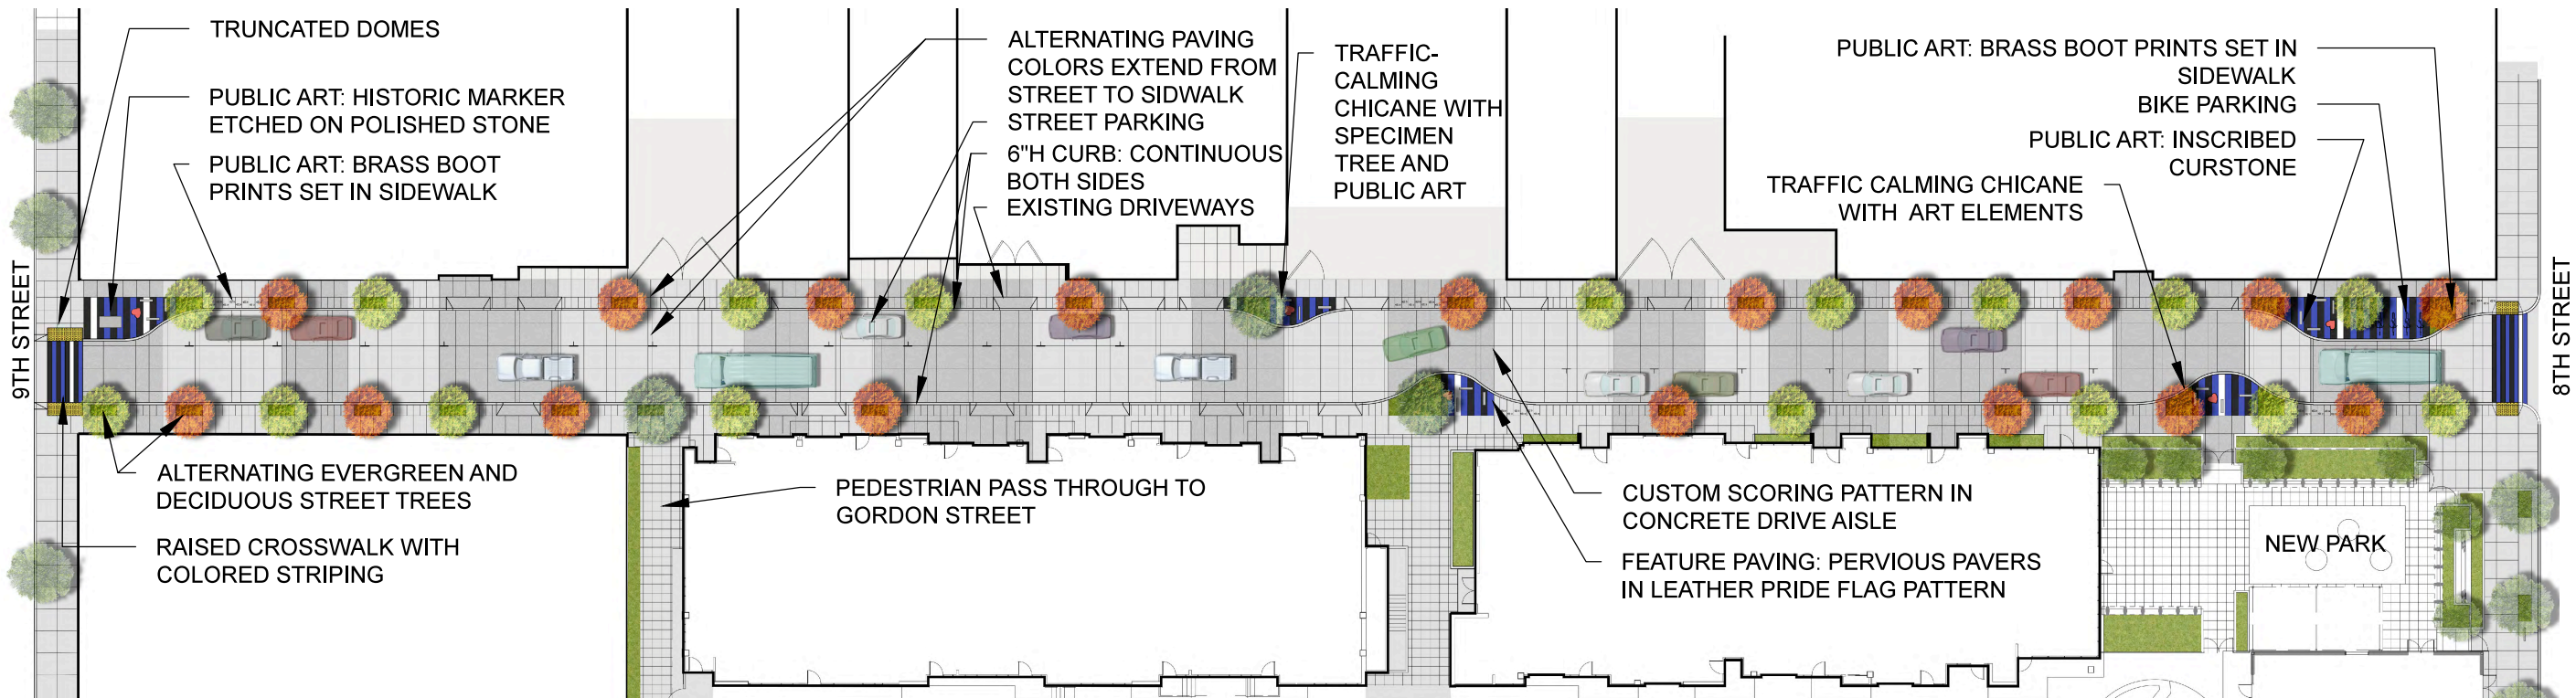 TRUNCATED DOMES
PUBLIC ART: HISTORIC MARKER
ETCHED ON POLISHED STONE
PUBLIC ART: BRASS BOOT
PRINTS SET IN SIDEWALK
ALTERNATING PAVING
COLORS EXTEND FROM
STREET TO SIDWALK
STREET PARKING
6"H CURB: CONTINUOUS
BOTH SIDES
EXISTING DRIVEWAYS
TRAFFIC-
CALMING
CHICANE WITH
SPECIMEN
TREE AND
PUBLIC ART
PUBLIC ART: BRASS BOOT PRINTS SET IN
SIDEWALK
BIKE PARKING
PUBLIC ART: INSCRIBED
CURSTONE
TRAFFIC CALMING CHICANE
WITH ART ELEMENTS
9TH STREET
8TH STREET
ALTERNATING EVERGREEN AND
DECIDUOUS STREET TREES
RAISED CROSSWALK WITH
COLORED STRIPING
PEDESTRIAN PASS THROUGH TO
GORDON STREET
CUSTOM SCORING PATTERN IN
CONCRETE DRIVE AISLE
FEATURE PAVING: PERVIOUS PAVERS
IN LEATHER PRIDE FLAG PATTERN
NEW PARK